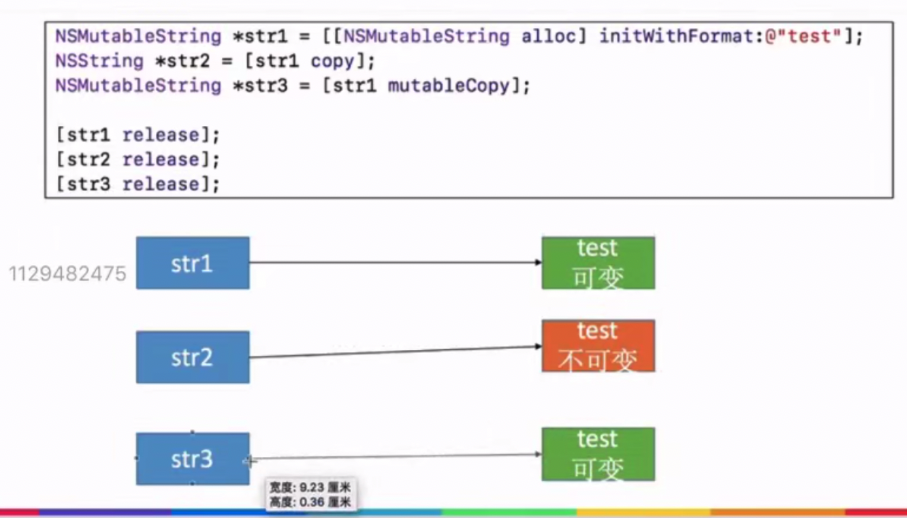 NSMutableString *str1 = [[NSMutableString alloc] initWithFormat:@"test"];
NSString *str2 = [str1 copy];
NSMutableString *str3 = [str1 mutableCopy];
[str1 release];
[str2 release];
[str3 release];
str1
test
可变
1129482475
str2
test
不可变
str3
test
可变
宽度: 9.23 厘米
高度: 0.36 厘米